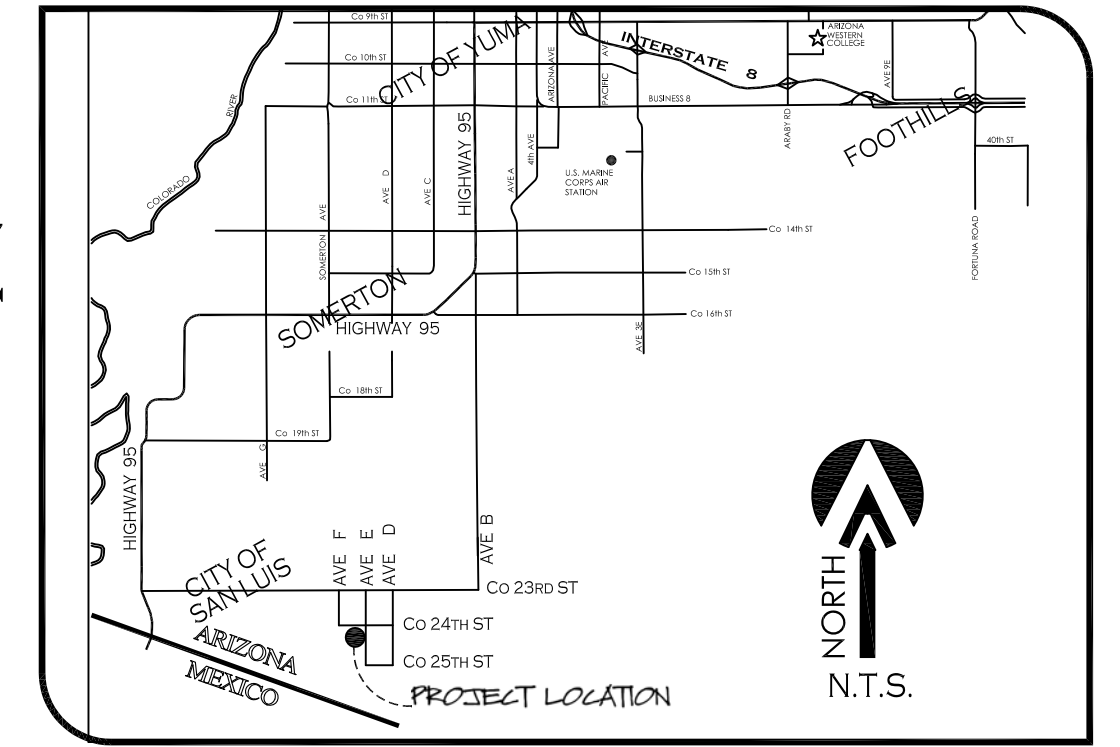 Co 9th ST
ARIZONA
WESTERN
COLLEGE
CITY OF YUMA
INTERSTATE 8
Co 10th ST
ARIZONA AVE
PACIFIC AVE
AVE 9E
Co 11th ST
BUSINESS 8
RIVER
COLORADO
HIGHWAY 95
ARABY RD
FOOTHILLS
40th ST
4th AVE
U.S. MARINE
CORPS AIR
STATION
AVE D
AVE C
AVE A
SOMERTON AVE
Co 14th ST
FORTUNA ROAD
Co 15th ST
SOMERTON
HIGHWAY 95
Co 16th ST
AVE 3E
Co 18th ST
Co 19th ST
AVE G
HIGHWAY 95
AVE F
AVE E
AVE D
AVE B
CITY OF
SAN LUIS
Co 23RD ST
Co 24TH ST
Co 25TH ST
ARIZONA
MEXICO
PROJECT LOCATION
NORTH
N.T.S.